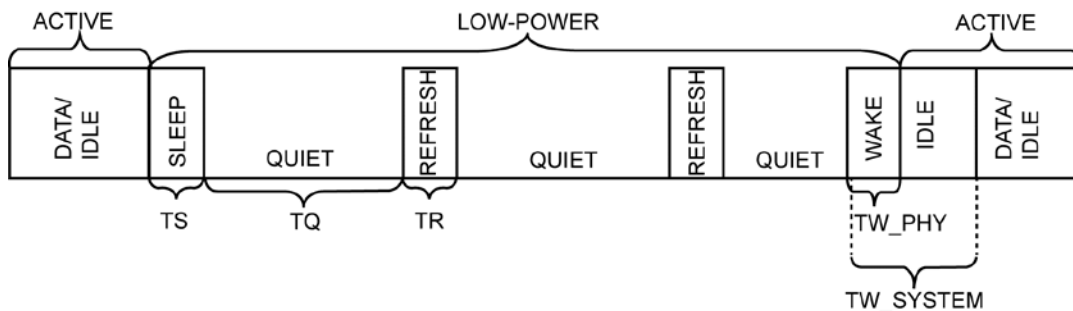 ACTIVE
LOW-POWER
ACTIVE
DATA/
IDLE
SLEEP
QUIET
REFRESH
QUIET
REFRESH
QUIET
WAKE
IDLE
DATA/
IDLE
TS
TQ
TR
TW_PHY
TW_SYSTEM